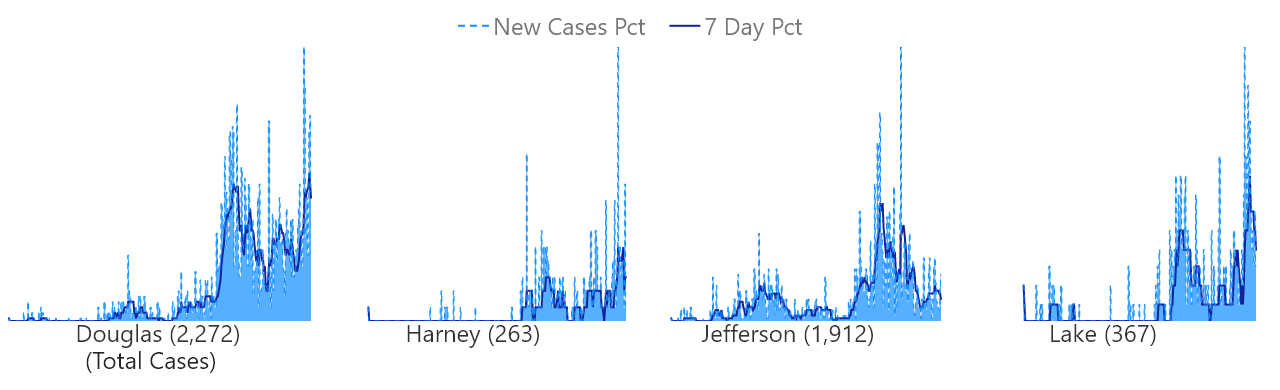 New Cases Pct 7 Day Pct
Douglas (2,272) Harney (263) Jefferson (1,912) Lake (367)
(Total Cases)